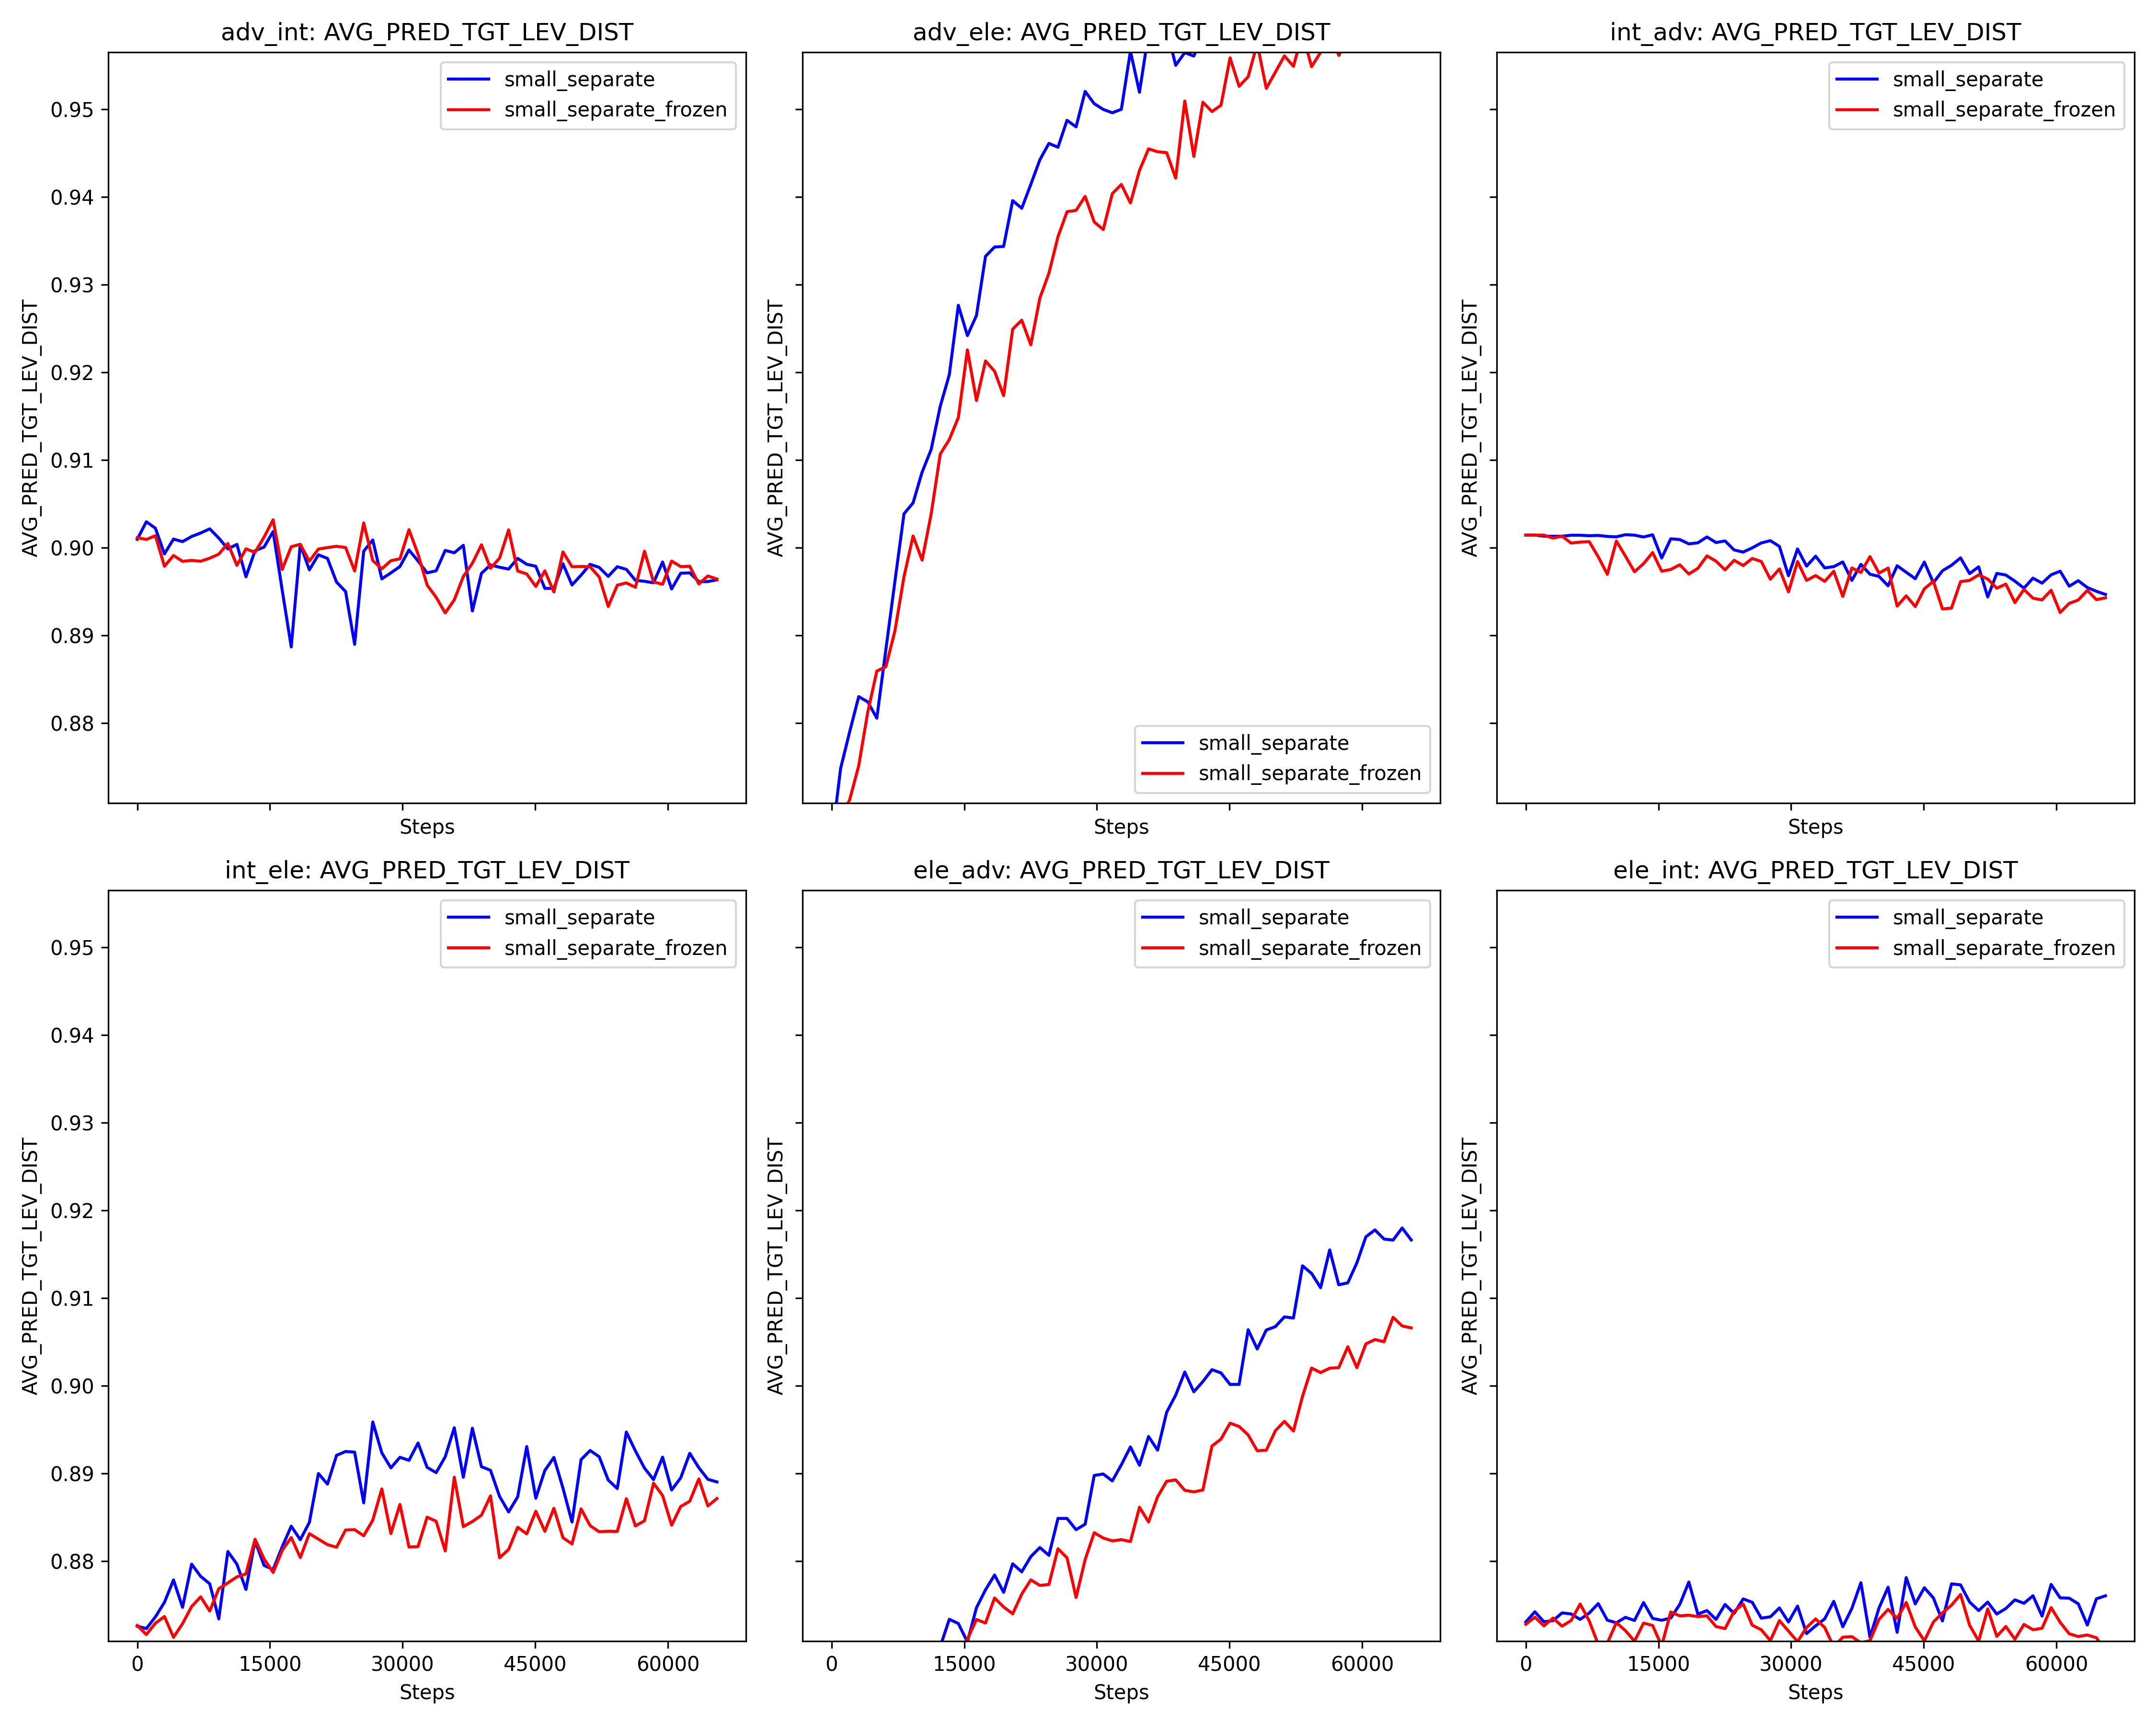 adv_int: AVG_PRED_TGT_LEV_DIST
AVG_PRED_TGT_LEV_DIST
0.95
0.94
0.93
0.92
0.91
0.90
0.89
0.88
small_separate
small_separate_frozen
Steps
adv_ele: AVG_PRED_TGT_LEV_DIST
AVG_PRED_TGT_LEV_DIST
small_separate
small_separate_frozen
Steps
int_adv: AVG_PRED_TGT_LEV_DIST
AVG_PRED_TGT_LEV_DIST
small_separate
small_separate_frozen
Steps
int_ele: AVG_PRED_TGT_LEV_DIST
AVG_PRED_TGT_LEV_DIST
0.95
0.94
0.93
0.92
0.91
0.90
0.89
0.88
small_separate
small_separate_frozen
0 15000 30000 45000 60000
Steps
ele_adv: AVG_PRED_TGT_LEV_DIST
AVG_PRED_TGT_LEV_DIST
small_separate
small_separate_frozen
0 15000 30000 45000 60000
Steps
ele_int: AVG_PRED_TGT_LEV_DIST
AVG_PRED_TGT_LEV_DIST
small_separate
small_separate_frozen
0 15000 30000 45000 60000
Steps